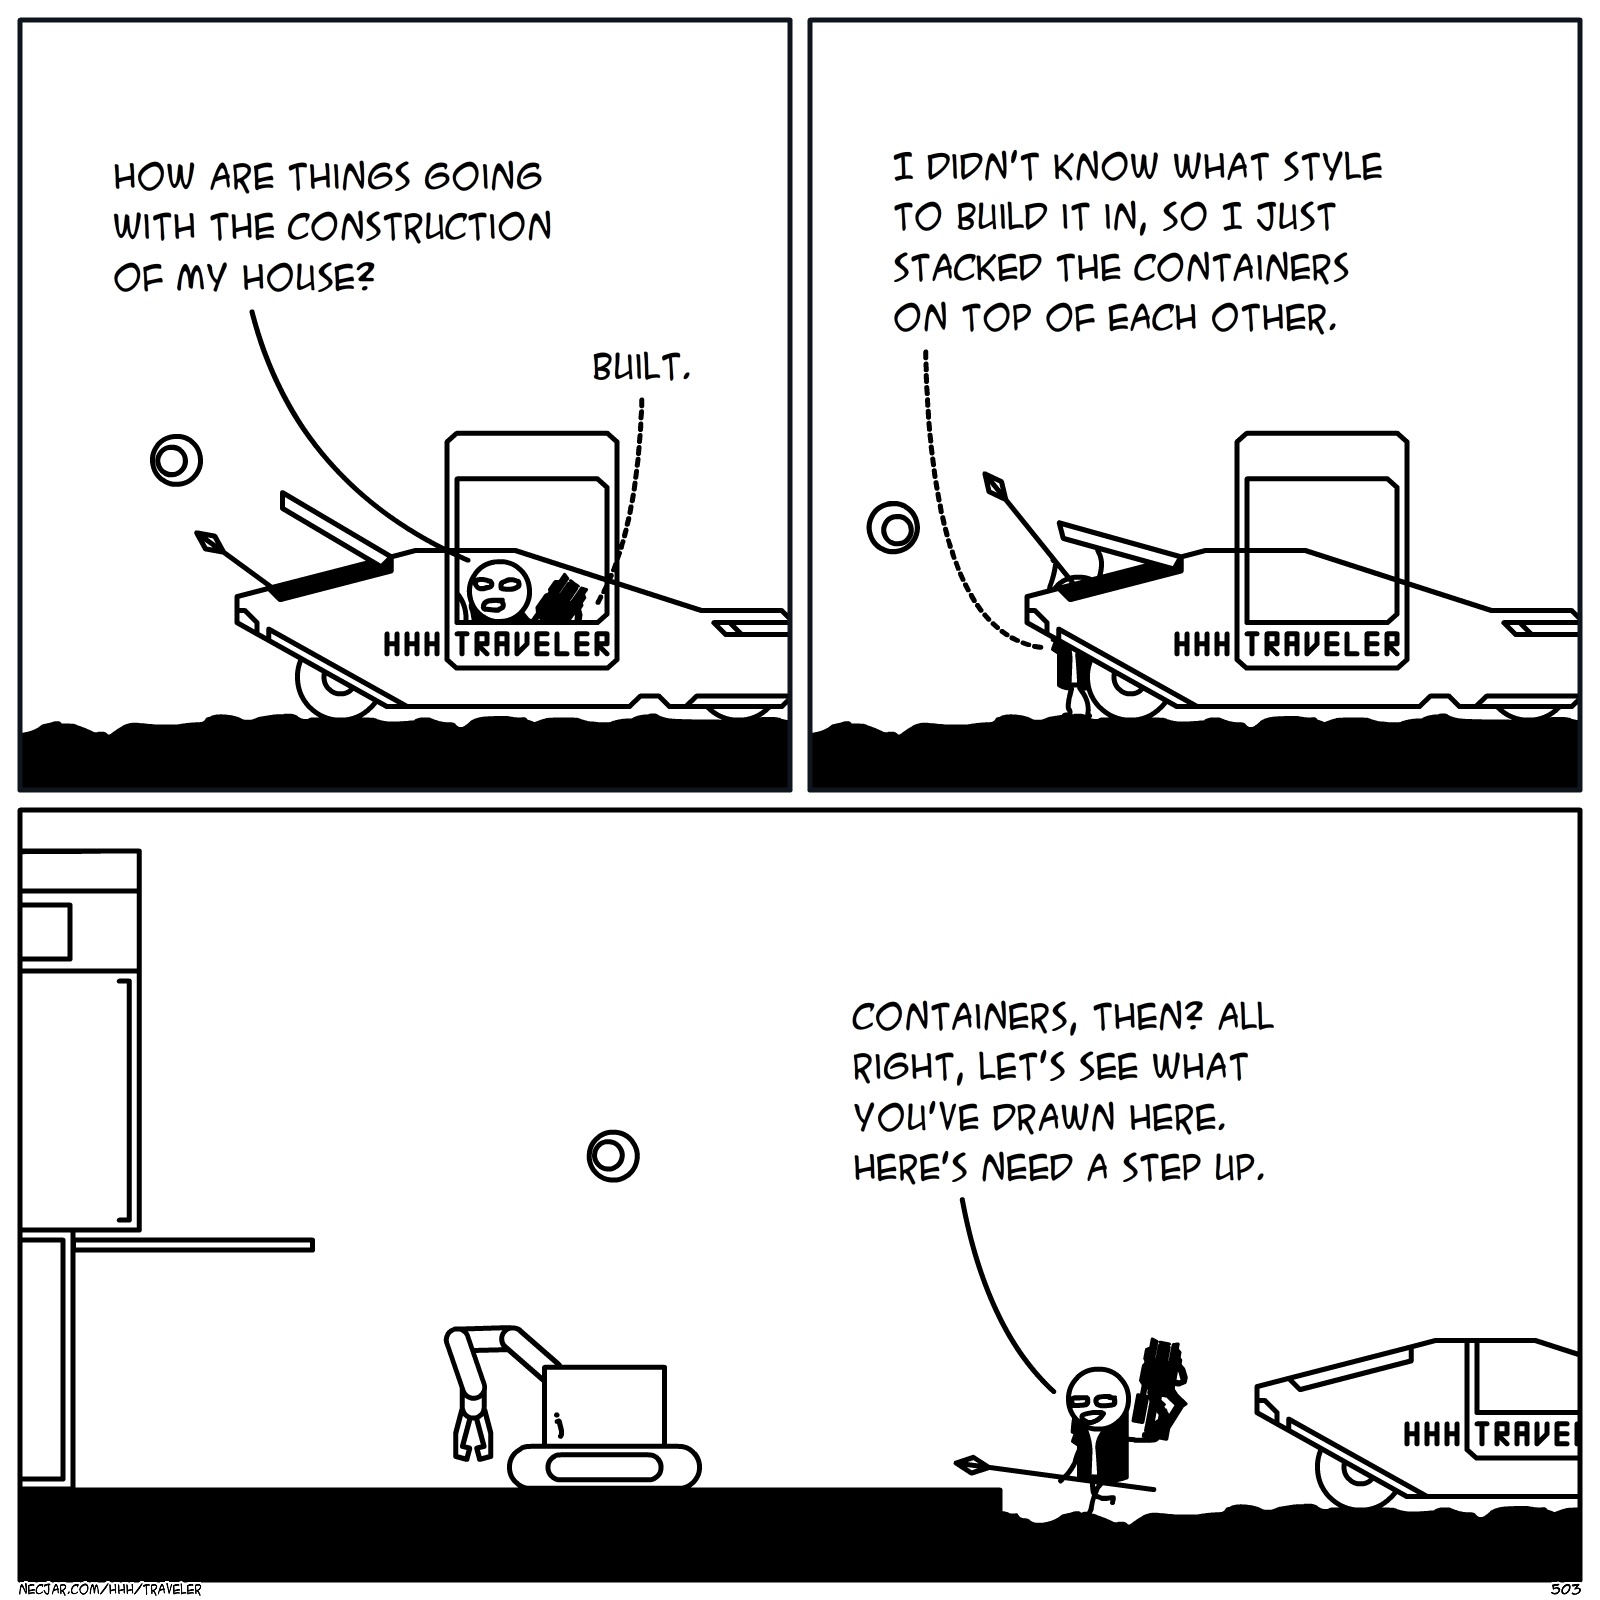 HOW ARE THINGS GOING
WITH THE CONSTRUCTION
OF MY HOUSE?
BUILT.
HHH TRAVELER
I DIDN'T KNOW WHAT STYLE
TO BUILD IT IN, SO I JUST
STACKED THE CONTAINERS
ON TOP OF EACH OTHER.
HHH TRAVELER
CONTAINERS, THEN? ALL
RIGHT, LET'S SEE WHAT
YOU'VE DRAWN HERE.
HERE'S NEED A STEP UP.
i
HHH TRAVE
NECJAR.COM/HHH/TRAVELER
503